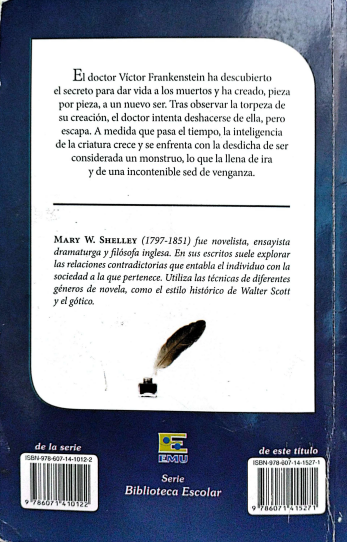 El doctor Víctor Frankenstein ha descubierto
el secreto para dar vida a los muertos y ha creado, pieza
por pieza, a un nuevo ser. Tras observar la torpeza de
su creación, el doctor intenta deshacerse de ella, pero
escapa. A medida que pasa el tiempo, la inteligencia
de la criatura crece y se enfrenta con la desdicha de ser
considerada un monstruo, lo que la llena de ira
y de una incontenible sed de venganza.
MARY W. SHELLEY (1797-1851) fue novelista, ensayista
dramaturga y filósofa inglesa. En sus escritos suele explorar
las relaciones contradictorias que entabla el individuo con la
sociedad a la que pertenece. Utiliza las técnicas de diferentes
géneros de novela, como el estilo histórico de Walter Scott
y el gótico.
de la serie
ISBN-978-607-14-1012-2
9 786071 410122
EMU
Serie
Biblioteca Escolar
de este título
ISBN-978-607-14-1527-1
9 786071 415271